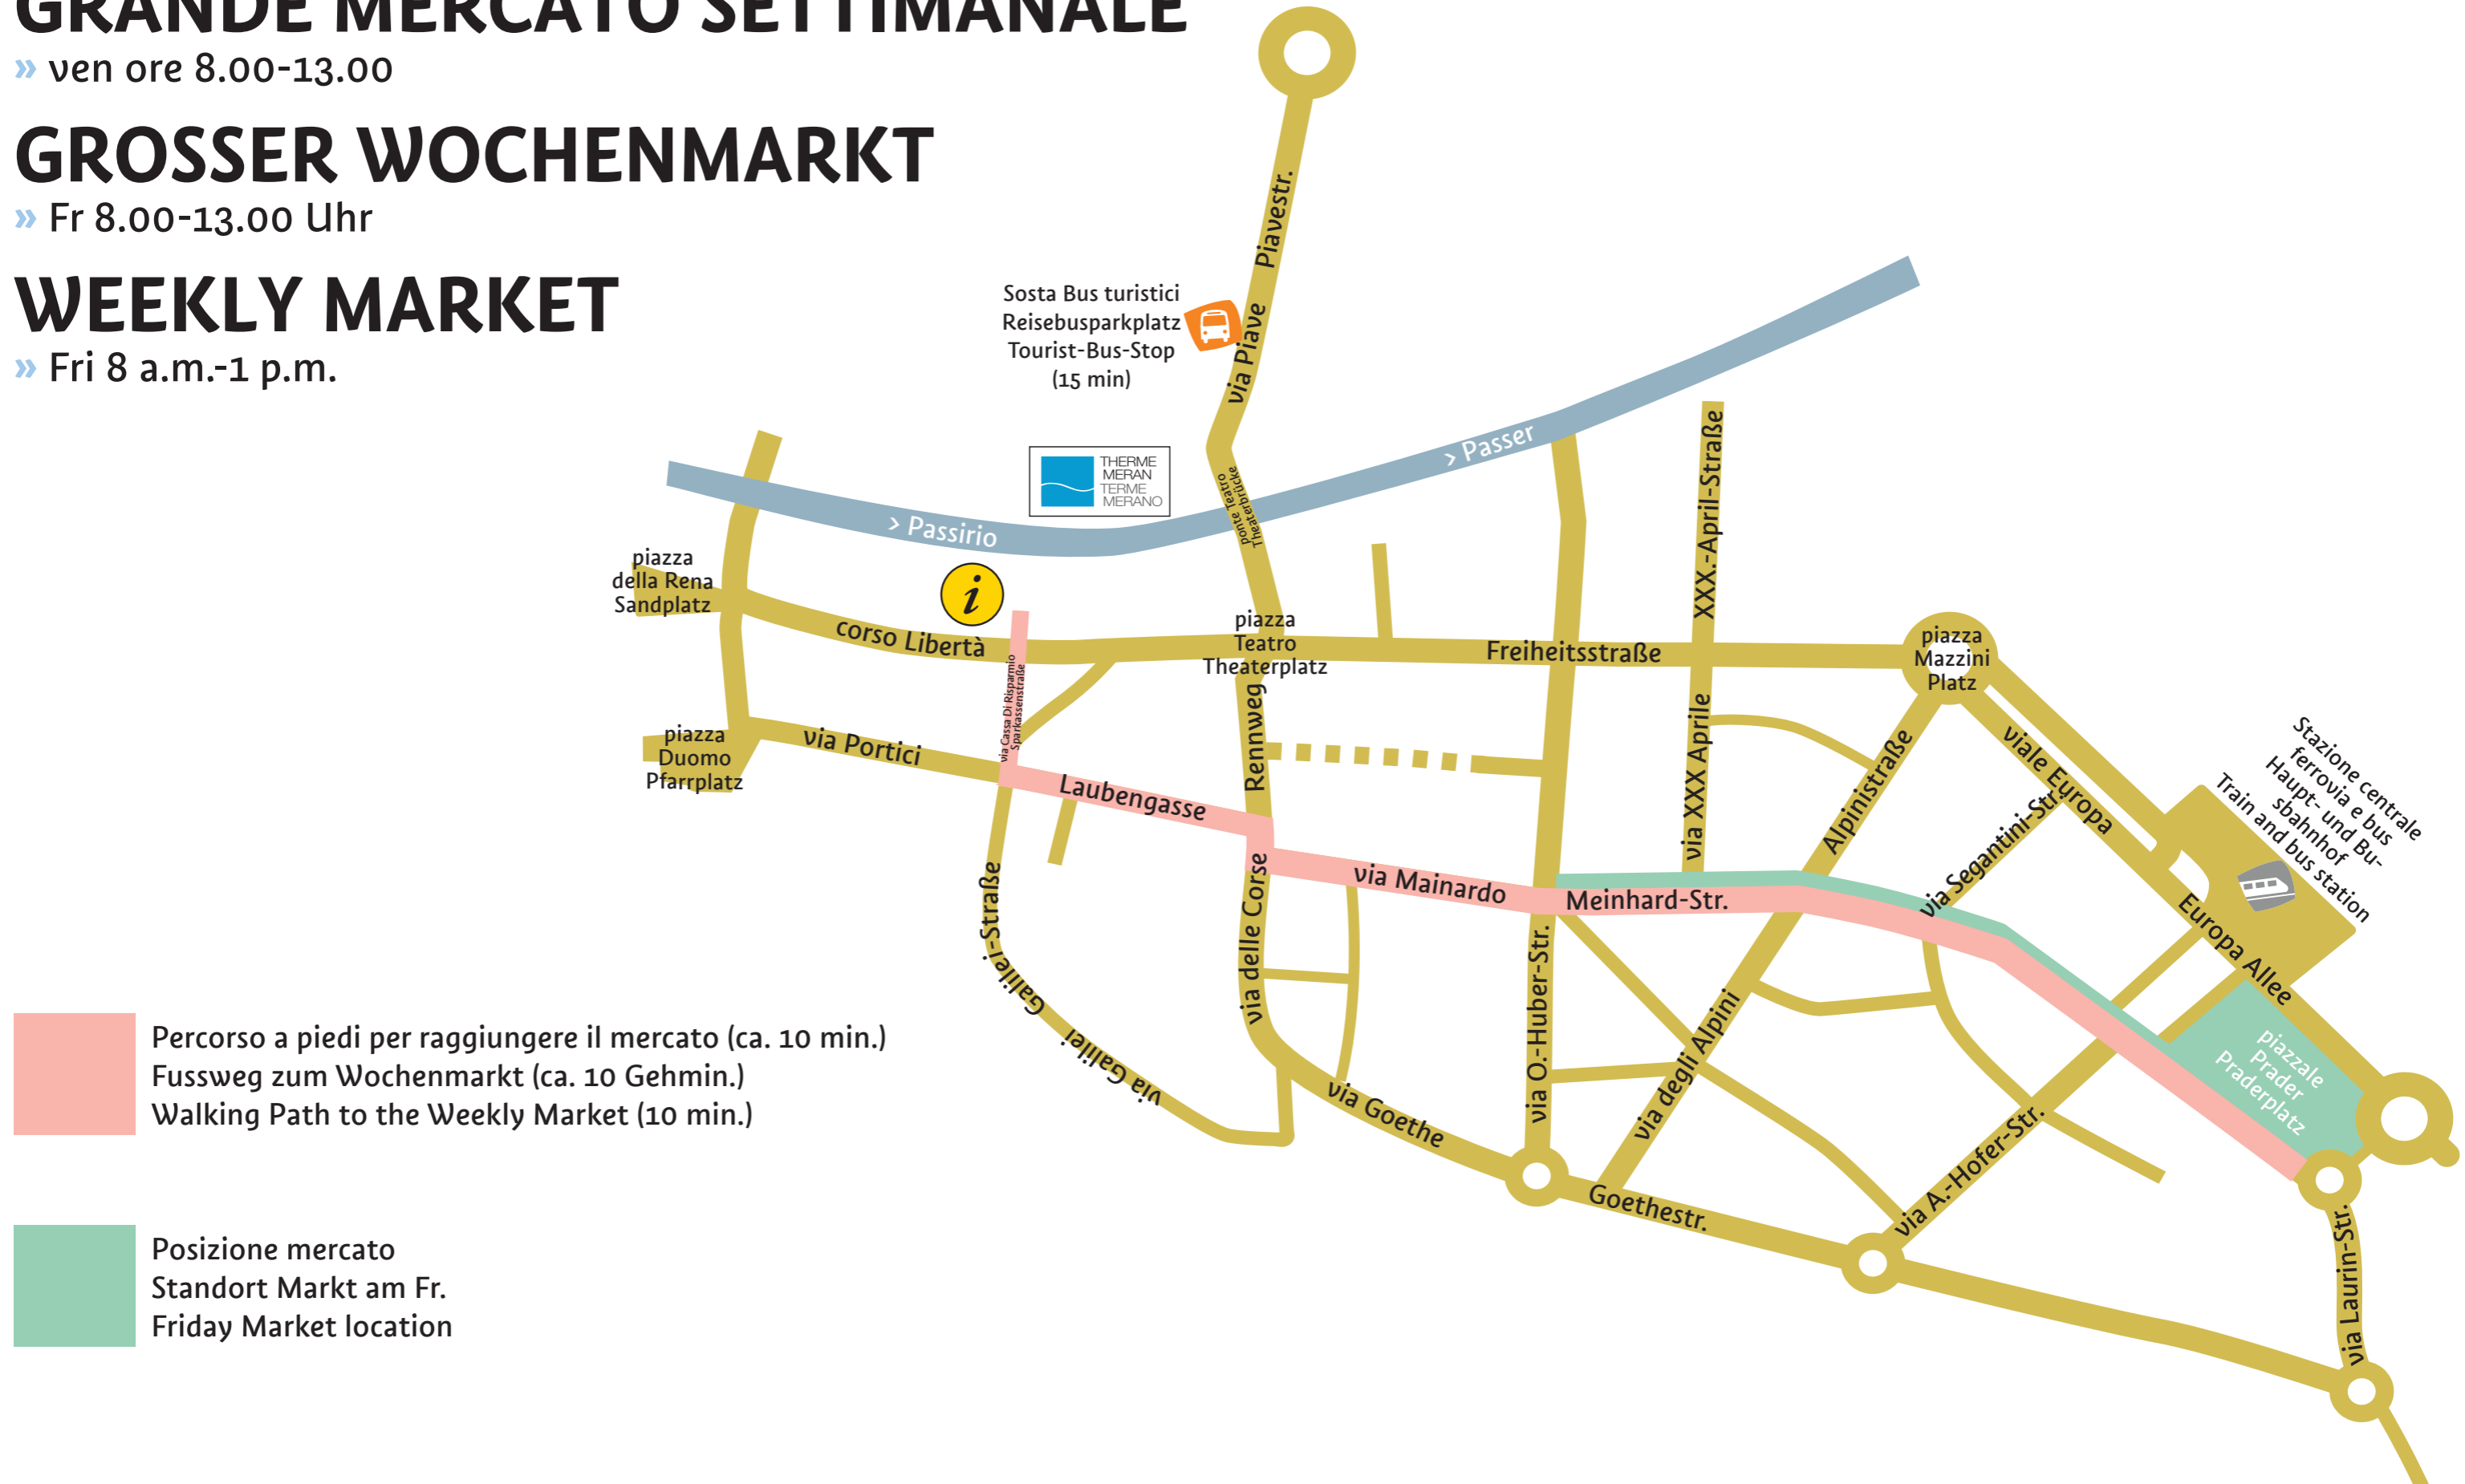 GRANDE MERCATO SETTIMANALE
» ven ore 8.00-13.00
GROSSER WOCHENMARKT
» Fr 8.00-13.00 Uhr
WEEKLY MARKET
» Fri 8 a.m.-1 p.m.
Piavestr.
via Piave
Sosta Bus turistici
Reisebusparkplatz
Tourist-Bus-Stop
(15 min)
THERME
MERAN
TERME
MERANO
ponte Teatro
Theaterbrücke
> Passer
> Passirio
XXX.-April-Straße
piazza
della Rena
Sandplatz
i
corso Libertà
piazza
Teatro
Theaterplatz
Freiheitsstraße
piazza
Mazzini
Platz
via Cassa Di Risparmio
Sparkassenstraße
Rennweg
via XXX Aprile
Alpinistraße
viale Europa
Stazione centrale
ferrovia e bus
Haupt- und Bu-
sbahnhof
Train and bus station
piazza
Duomo
Pfarrplatz
via Portici
Laubengasse
via Mainardo
Meinhard-Str.
via Segantini-Str.
Europa Allee
Galilei-Straße
via Galilei
via delle Corse
via O.-Huber-Str.
via degli Alpini
piazzale
Prader
Praderplatz
via Goethe
Goethestr.
via A.-Hofer-Str.
via Laurin-Str.
Percorso a piedi per raggiungere il mercato (ca. 10 min.)
Fussweg zum Wochenmarkt (ca. 10 Gehmin.)
Walking Path to the Weekly Market (10 min.)
Posizione mercato
Standort Markt am Fr.
Friday Market location